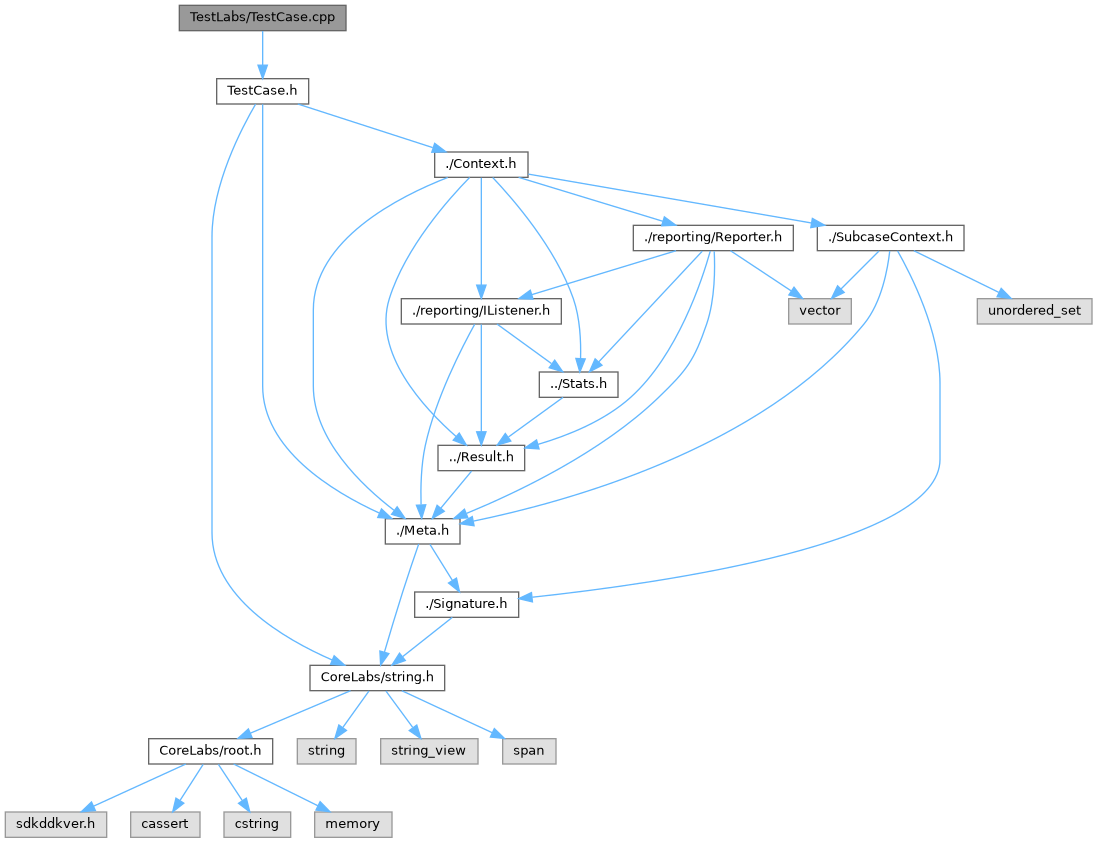 TestLabs/TestCase.cpp
TestCase.h
./Context.h
./reporting/Reporter.h
./SubcaseContext.h
./reporting/IListener.h
vector
unordered_set
../Stats.h
../Result.h
./Meta.h
./Signature.h
CoreLabs/string.h
CoreLabs/root.h
string
string_view
span
sdkddkver.h
cassert
cstring
memory